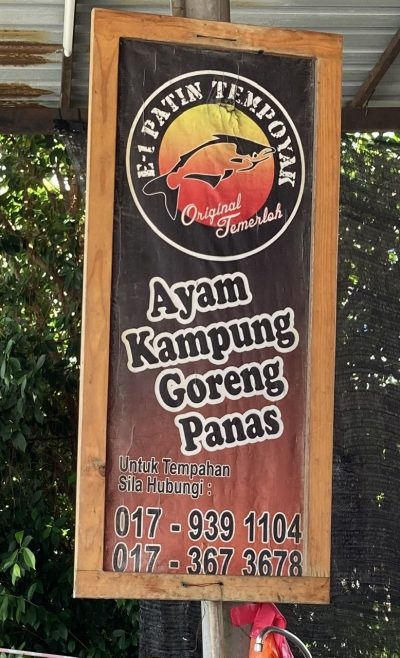 E-1 PATIN TEMPOYAK
Original
Temerloh
Ayam
Kampung
Goreng
Panas
Untuk Tempahan
Sila Hubungi :
017 - 939 1104
017 - 367 3678